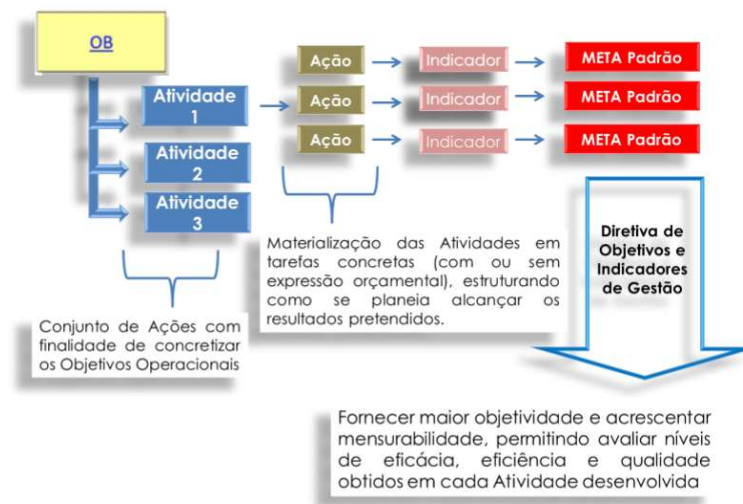 OB
Atividade
1
Atividade
2
Atividade
3
Ação
Indicador
META Padrão
Ação
Indicador
META Padrão
Ação
Indicador
META Padrão
Conjunto de Ações com
finalidade de concretizar
os Objetivos Operacionais
Materialização das Atividades em
tarefas concretas (com ou sem
expressão orçamental), estruturando
como se planeia alcançar os
resultados pretendidos.
Diretiva de
Objetivos e
Indicadores
de Gestão
Fornecer maior objetividade e acrescentar
mensurabilidade, permitindo avaliar níveis
de eficácia, eficiência e qualidade
obtidos em cada Atividade desenvolvida